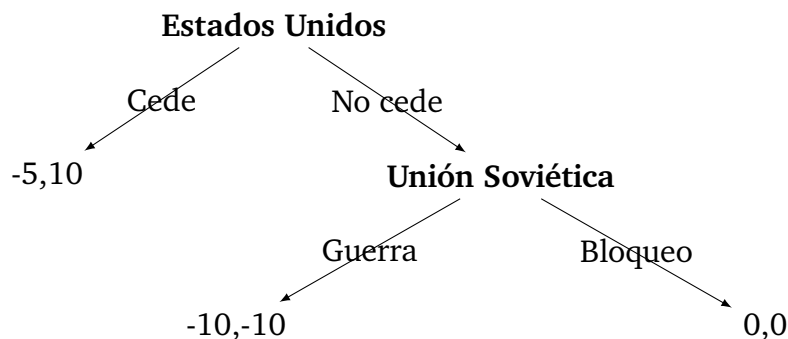 Estados Unidos
Cede
No cede
-5,10
Unión Soviética
Guerra
Bloqueo
-10,-10
0,0